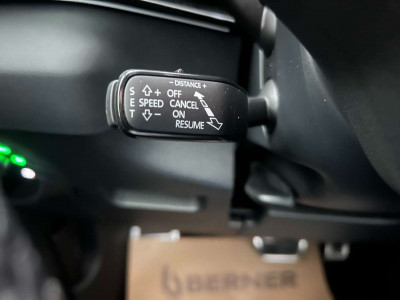 - DISTANCE +
S + OFF
E SPEED CANCEL
T - ON
RESUME
BERNER